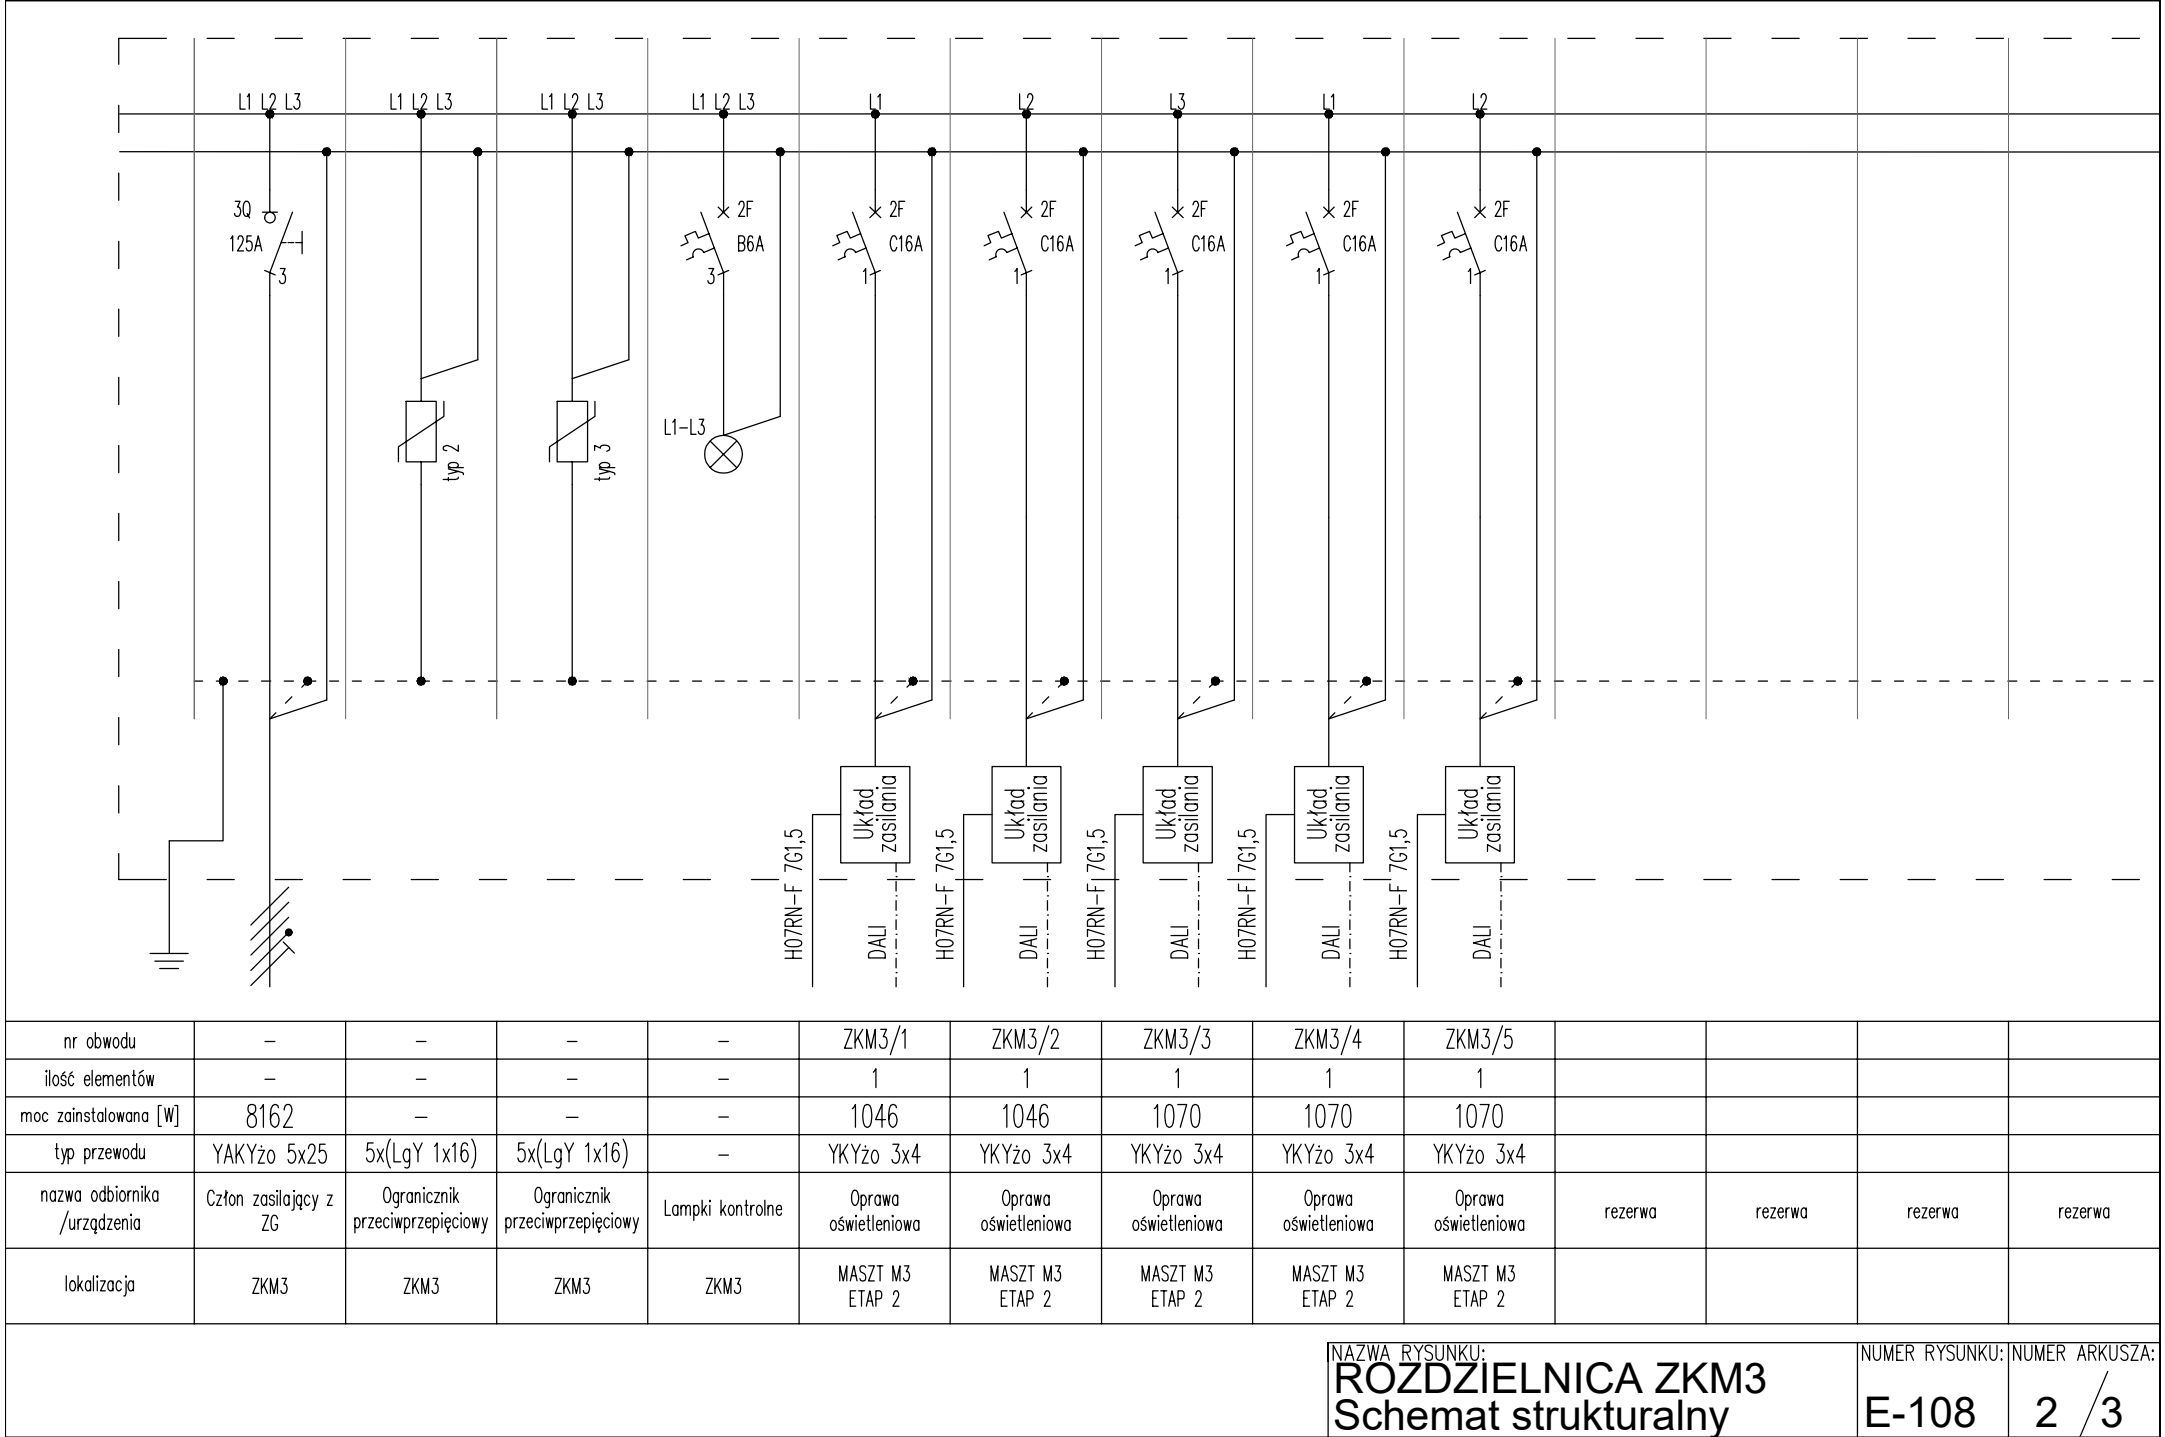 L1 L2 L3
L1 L2 L3
L1 L2 L3
L1 L2 L3
L1
L2
L3
L1
L2
3Q
125A
3
2F
B6A
3
2F
C16A
1
2F
C16A
1
2F
C16A
1
2F
C16A
1
2F
C16A
1
typ 2
typ 3
L1-L3
Układ
zasilania
Układ
zasilania
Układ
zasilania
Układ
zasilania
Układ
zasilania
H07RN-F 7G1,5
DALI
H07RN-F 7G1,5
DALI
H07RN-F 7G1,5
DALI
H07RN-F 7G1,5
DALI
H07RN-F 7G1,5
DALI
nr obwodu - - - - ZKM3/1 ZKM3/2 ZKM3/3 ZKM3/4 ZKM3/5
ilość elementów - - - - 1 1 1 1 1
moc zainstalowana [W] 8162 - - - 1046 1046 1070 1070 1070
typ przewodu YAKYżo 5x25 5x(LgY 1x16) 5x(LgY 1x16) - YKYżo 3x4 YKYżo 3x4 YKYżo 3x4 YKYżo 3x4 YKYżo 3x4
nazwa odbiornika
/urządzenia
Człon zasilający z
ZG
Ogranicznik
przeciwprzepięciowy
Ogranicznik
przeciwprzepięciowy
Lampki kontrolne
Oprawa
oświetleniowa
Oprawa
oświetleniowa
Oprawa
oświetleniowa
Oprawa
oświetleniowa
Oprawa
oświetleniowa
rezerwa
rezerwa
rezerwa
rezerwa
lokalizacja
ZKM3
ZKM3
ZKM3
ZKM3
MASZT M3
ETAP 2
MASZT M3
ETAP 2
MASZT M3
ETAP 2
MASZT M3
ETAP 2
MASZT M3
ETAP 2
NAZWA RYSUNKU:
ROZDZIELNICA ZKM3
Schemat strukturalny
NUMER RYSUNKU:
E-108
NUMER ARKUSZA:
2/3